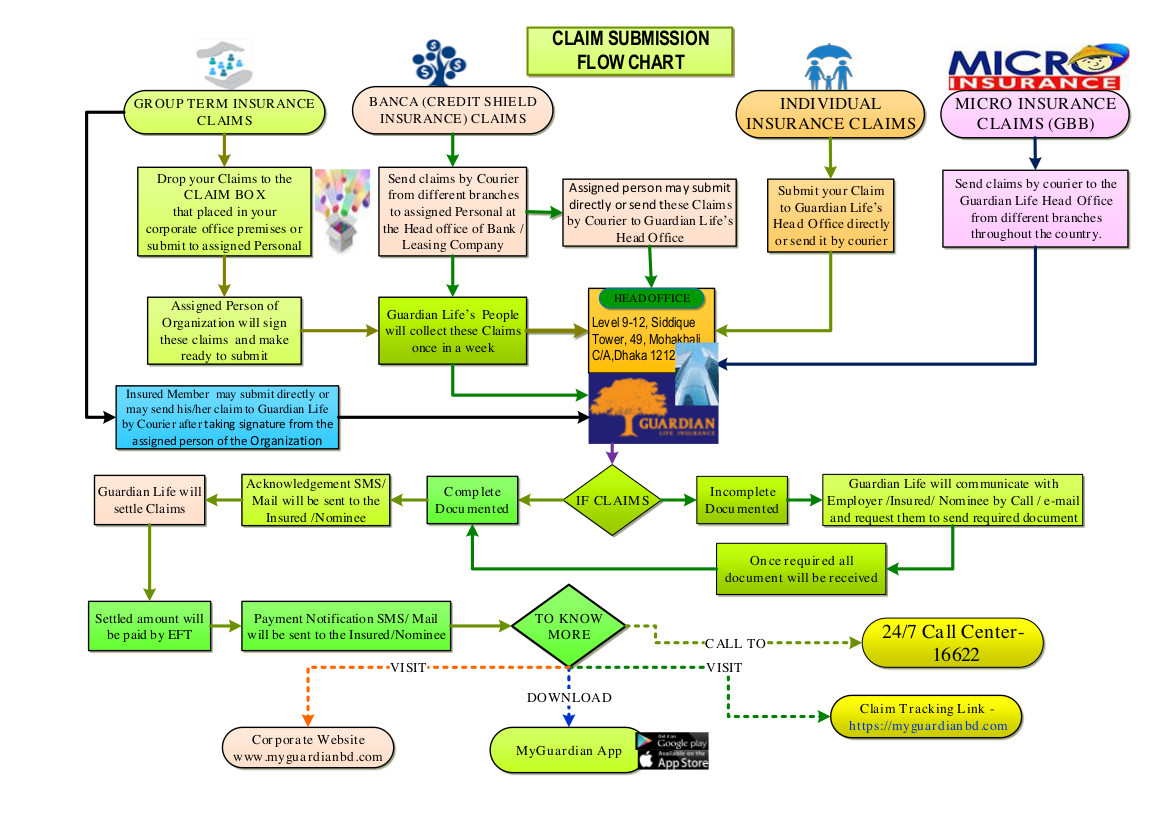 CLAIM SUBMISSION
FLOW CHART
MICRO
INSURANCE
GROUP TERM INSURANCE
CLAIMS
BANCA (CREDIT SHIELD
INSURANCE) CLAIMS
INDIVIDUAL
INSURANCE CLAIMS
MICRO INSURANCE
CLAIMS (GBB)
Drop your Claims to the
CLAIM BOX
that placed in your
corporate office premises or
submit to assigned Personal
Send claims by Courier
from different branches
to assigned Personal at
the Head office of Bank /
Leasing Company
Assigned person may submit
directly or send these Claims
by Courier to Guardian Life's
Head Office
Submit your Claim
to Guardian Life's
Head Office directly
or send it by courier
Send claims by courier to the
Guardian Life Head Office
from different branches
throughout the country.
Assigned Person of
Organization will sign
these claims and make
ready to submit
Guardian Life's People
will collect these Claims
once in a week
HEAD OFFICE
Level 9-12, Siddique
Tower, 49, Mohakhali
C/A,Dhaka 1212
GUARDIAN
LIFE INSURANCE
Insured Member may submit directly or
may send his/her claim to Guardian Life
by Courier after taking signature from the
assigned person of the Organization
Guardian Life will
settle Claims
Acknowledgement SMS/
Mail will be sent to the
Insured /Nominee
Complete
Documented
IF CLAIMS
Incomplete
Documented
Guardian Life will communicate with
Employer /Insured/ Nominee by Call / e-mail
and request them to send required document
Once required all
document will be received
Settled amount will
be paid by EFT
Payment Notification SMS/ Mail
will be sent to the Insured/Nominee
TO KNOW
MORE
CALL TO
24/7 Call Center-
16622
VISIT
VISIT
DOWNLOAD
Claim Tracking Link -
https://myguardianbd.com
Corporate Website
www.myguardianbd.com
MyGuardian App
Get it on
Google play
Available on the
App Store